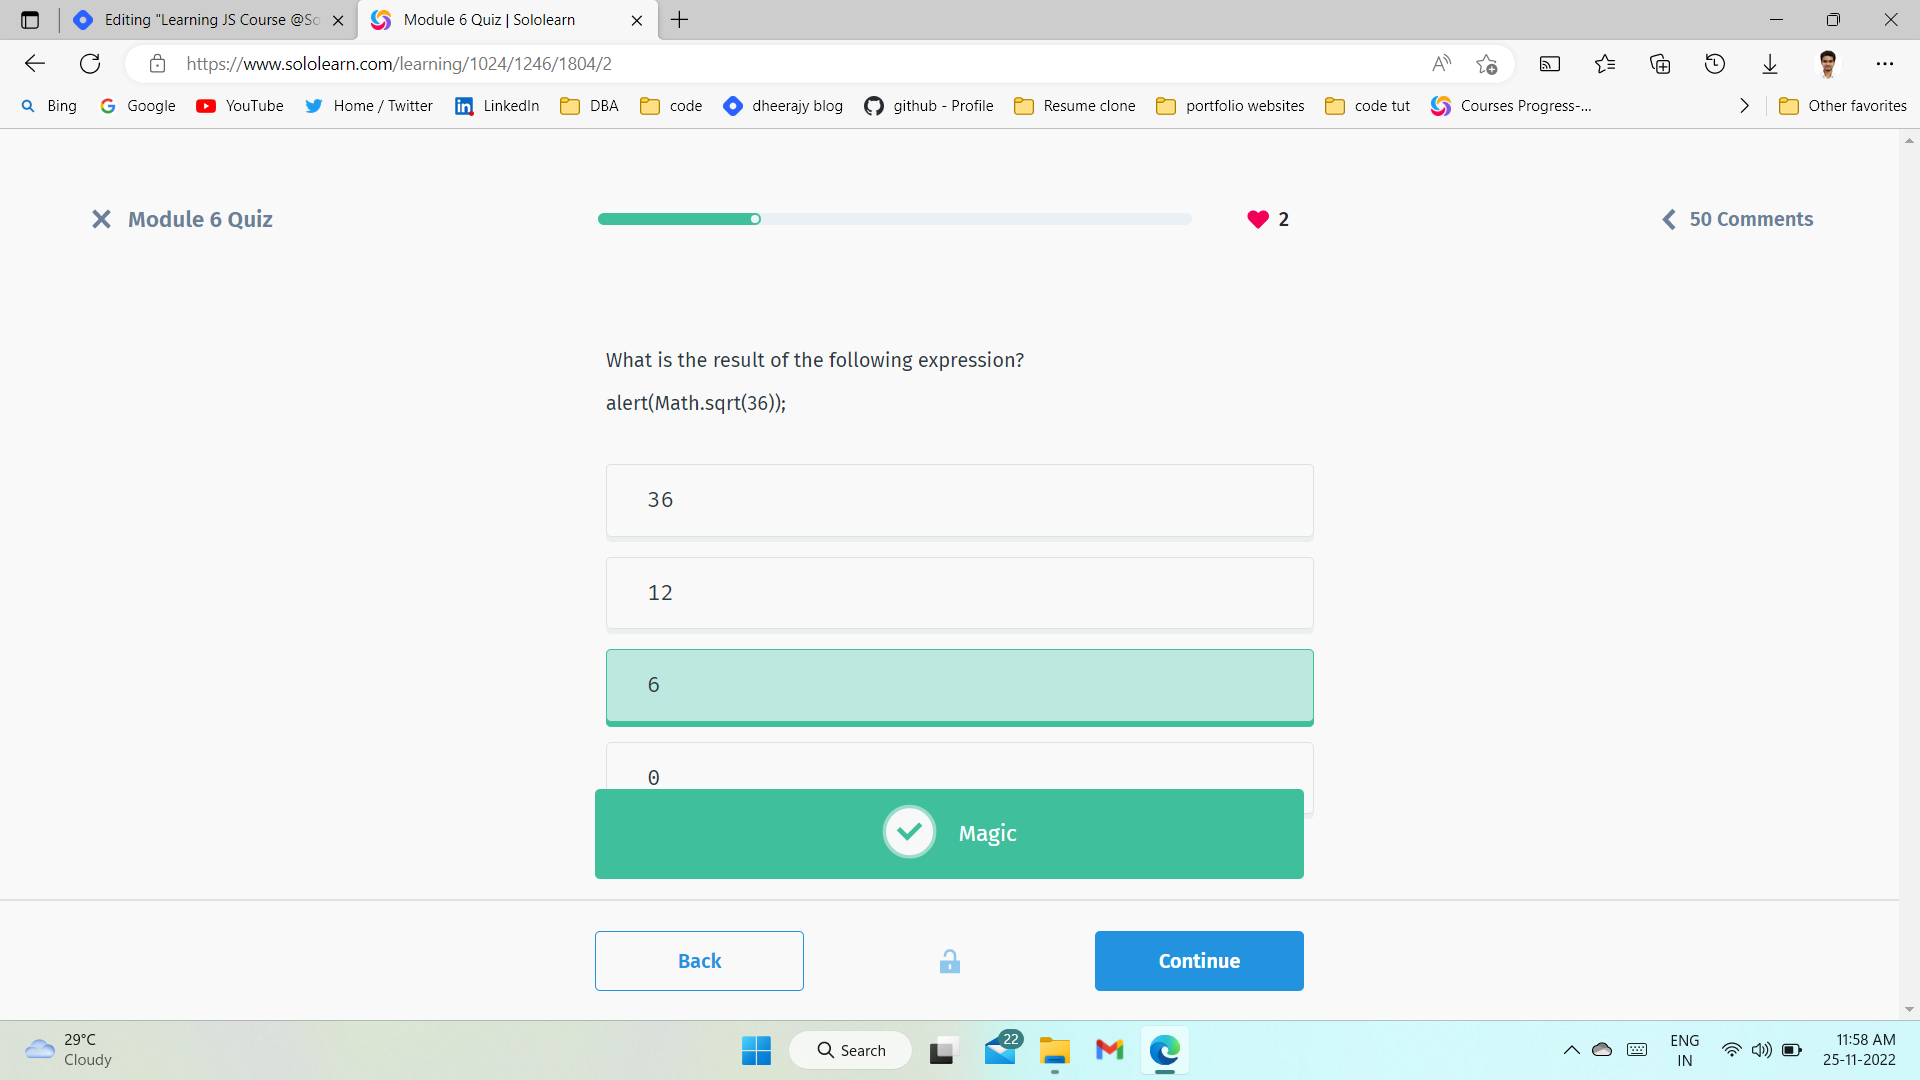 Editing "Learning JS Course @So
Module 6 Quiz | Sololearn
https://www.sololearn.com/learning/1024/1246/1804/2
Bing Google YouTube Home / Twitter LinkedIn DBA code dheerajy blog github - Profile Resume clone portfolio websites code tut Courses Progress-... Other favorites
Module 6 Quiz
2
50 Comments
What is the result of the following expression?
alert(Math.sqrt(36));
36
12
6
0
Magic
Back
Continue
29°C
Cloudy
Search
22
ENG
IN
11:58 AM
25-11-2022